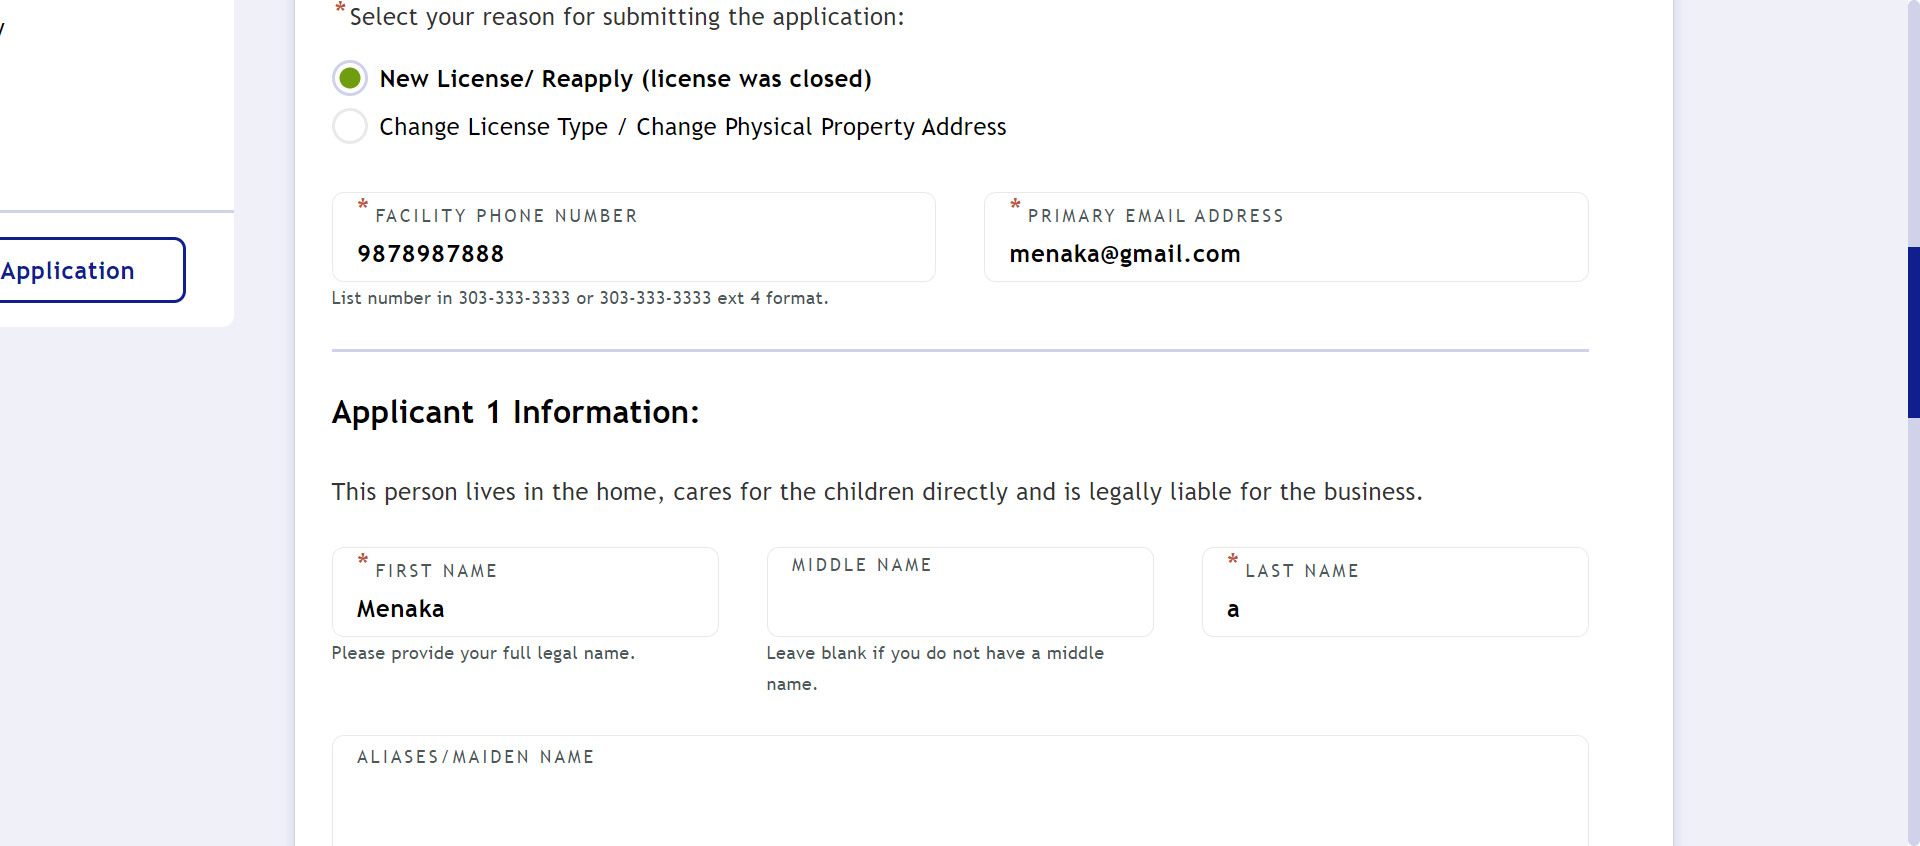 *Select your reason for submitting the application:
New License/ Reapply (license was closed)
Change License Type / Change Physical Property Address
Application
* FACILITY PHONE NUMBER
9878987888
List number in 303-333-3333 or 303-333-3333 ext 4 format.
* PRIMARY EMAIL ADDRESS
menaka@gmail.com
Applicant 1 Information:
This person lives in the home, cares for the children directly and is legally liable for the business.
* FIRST NAME
Menaka
Please provide your full legal name.
MIDDLE NAME
Leave blank if you do not have a middle
name.
* LAST NAME
a
ALIASES/MAIDEN NAME